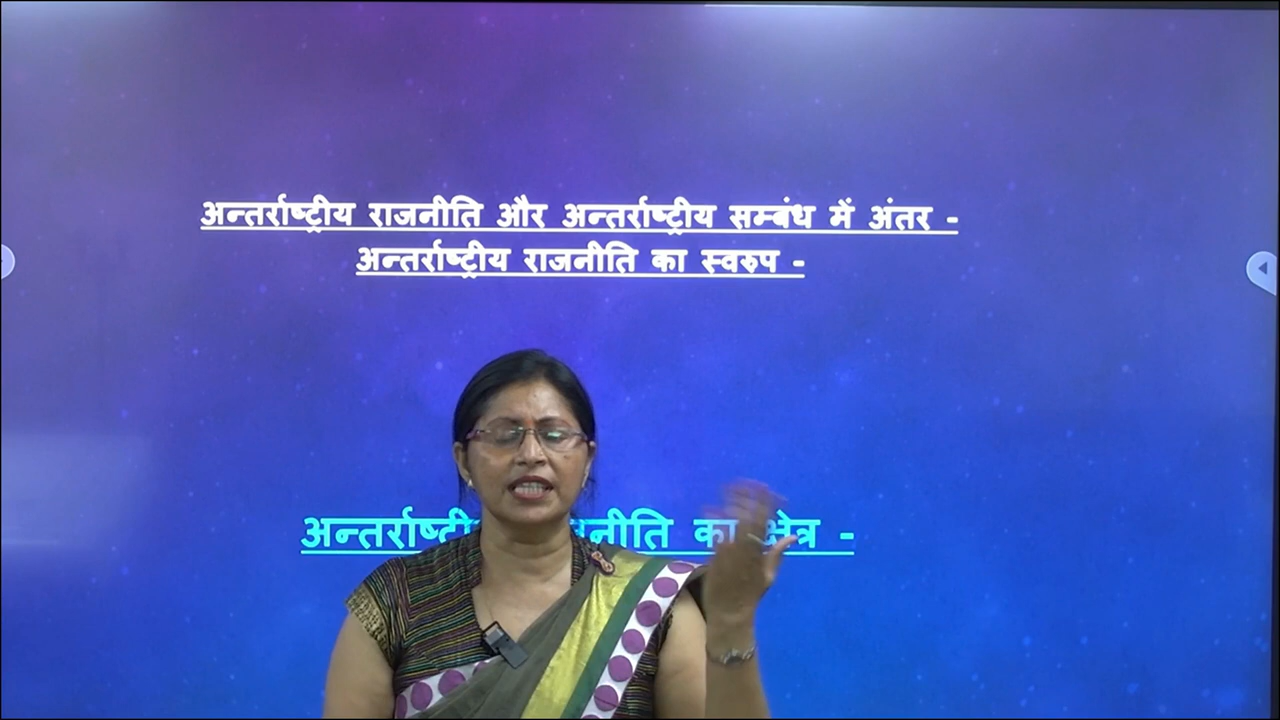 अन्तर्राष्ट्रीय राजनीति और अन्तर्राष्ट्रीय सम्बंध में अंतर -
अन्तर्राष्ट्रीय राजनीति का स्वरुप -
का क्षेत्र -